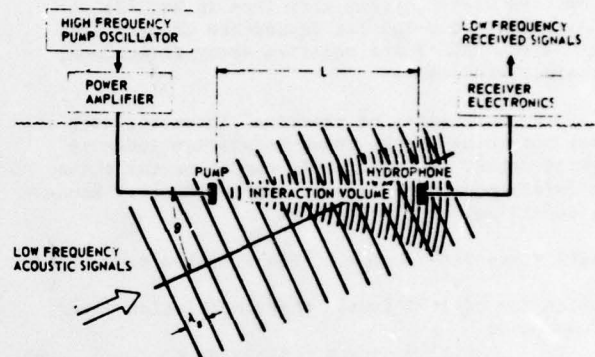 HIGH FREQUENCY
PUMP OSCILLATOR
POWER
AMPLIFIER
L
LOW FREQUENCY
RECEIVED SIGNALS
RECEIVER
ELECTRONICS
PUMP
HYDROPHONE
INTERACTION VOLUME
θ
LOW FREQUENCY
ACOUSTIC SIGNALS
λs